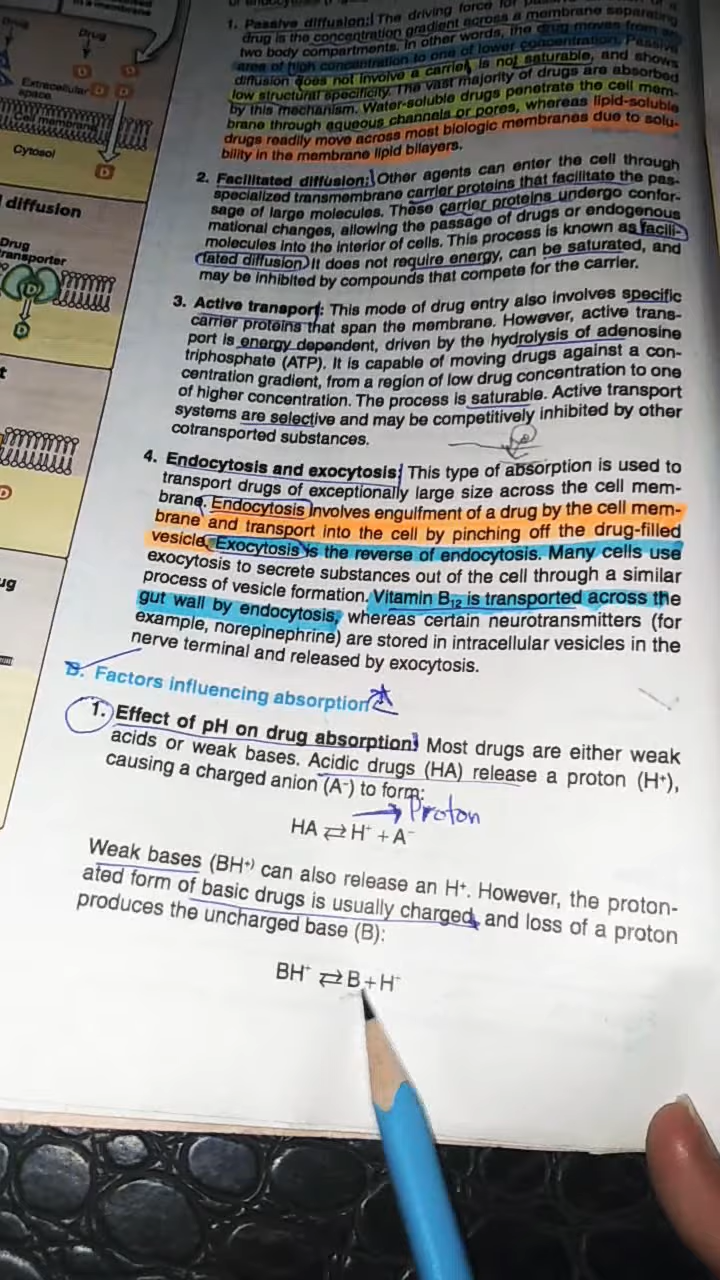 1. Passive diffusion: The driving force for
drug is the concentration gradient across a membrane separating
two body compartments. In other words, the drug moves from an
area of high concentration to one of lower concentration. Passive
diffusion does not involve a carrier, is not saturable, and shows
low structural specificity. The vast majority of drugs are absorbed
by this mechanism. Water-soluble drugs penetrate the cell mem-
brane through aqueous channels or pores, whereas lipid-soluble
drugs readily move across most biologic membranes due to solu-
bility in the membrane lipid bilayers.
2. Facilitated diffusion: Other agents can enter the cell through
specialized transmembrane carrier proteins that facilitate the pas-
sage of large molecules. These carrier proteins undergo confor-
mational changes, allowing the passage of drugs or endogenous
molecules into the interior of cells. This process is known as facili-
tated diffusion. It does not require energy, can be saturated, and
may be inhibited by compounds that compete for the carrier.
3. Active transport: This mode of drug entry also involves specific
carrier proteins that span the membrane. However, active trans-
port is energy dependent, driven by the hydrolysis of adenosine
triphosphate (ATP). It is capable of moving drugs against a con-
centration gradient, from a region of low drug concentration to one
of higher concentration. The process is saturable. Active transport
systems are selective and may be competitively inhibited by other
cotransported substances.
4. Endocytosis and exocytosis: This type of absorption is used to
transport drugs of exceptionally large size across the cell mem-
brane. Endocytosis involves engulfment of a drug by the cell mem-
brane and transport into the cell by pinching off the drug-filled
vesicle. Exocytosis is the reverse of endocytosis. Many cells use
exocytosis to secrete substances out of the cell through a similar
process of vesicle formation. Vitamin B12 is transported across the
gut wall by endocytosis, whereas certain neurotransmitters (for
example, norepinephrine) are stored in intracellular vesicles in the
nerve terminal and released by exocytosis.
B. Factors influencing absorption
1. Effect of pH on drug absorption: Most drugs are either weak
acids or weak bases. Acidic drugs (HA) release a proton (H+),
causing a charged anion (A-) to form:
Proton
HA ⇄ H+ + A-
Weak bases (BH+) can also release an H+. However, the proton-
ated form of basic drugs is usually charged, and loss of a proton
produces the uncharged base (B):
BH+ ⇄ B + H+
Drug
D
D
Extracellular
space
D
D
Cell membrane
Cytosol
D
diffusion
Drug
transporter
D
D
D